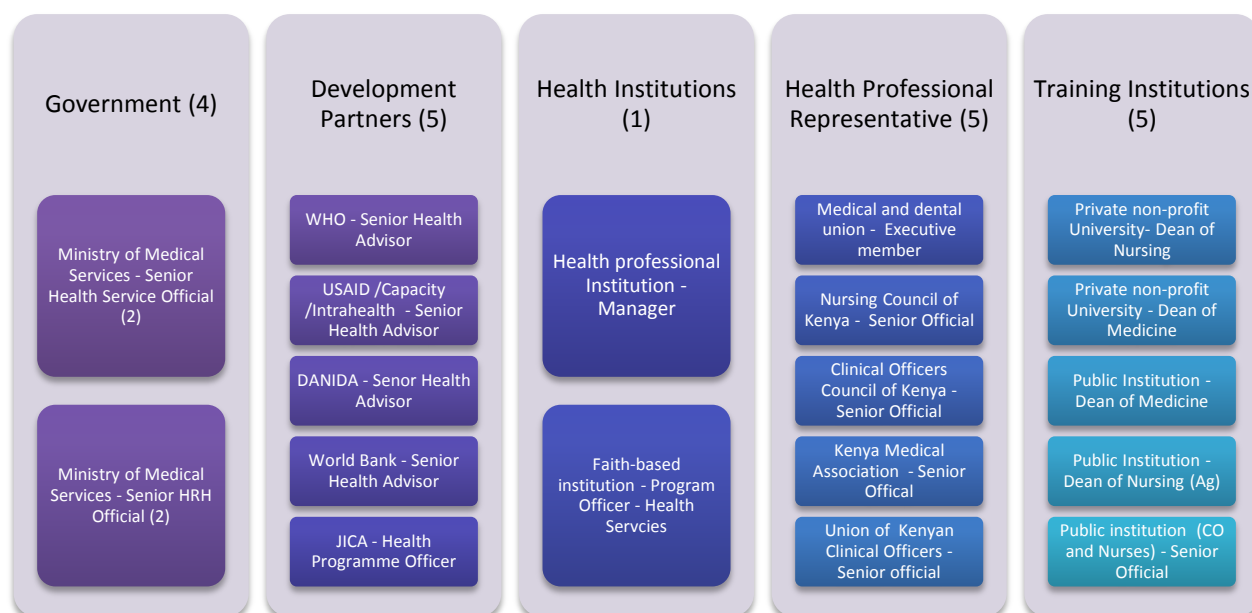 Government (4)
Ministry of Medical
Services - Senior
Health Service Official
(2)
Ministry of Medical
Services - Senior HRH
Official (2)
Development
Partners (5)
WHO - Senior Health
Advisor
USAID /Capacity
/Intrahealth - Senior
Health Advisor
DANIDA - Senor Health
Advisor
World Bank - Senior
Health Advisor
JICA - Health
Programme Officer
Health Institutions
(1)
Health professional
Institution -
Manager
Faith-based
institution - Program
Officer - Health
Servcies
Health Professional
Representative (5)
Medical and dental
union - Executive
member
Nursing Council of
Kenya - Senior Official
Clinical Officers
Council of Kenya -
Senior Official
Kenya Medical
Association - Senior
Offical
Union of Kenyan
Clinical Officers -
Senior official
Training Institutions
(5)
Private non-profit
University- Dean of
Nursing
Private non-profit
University - Dean of
Medicine
Public Institution -
Dean of Medicine
Public Institution -
Dean of Nursing (Ag)
Public institution (CO
and Nurses) - Senior
Official